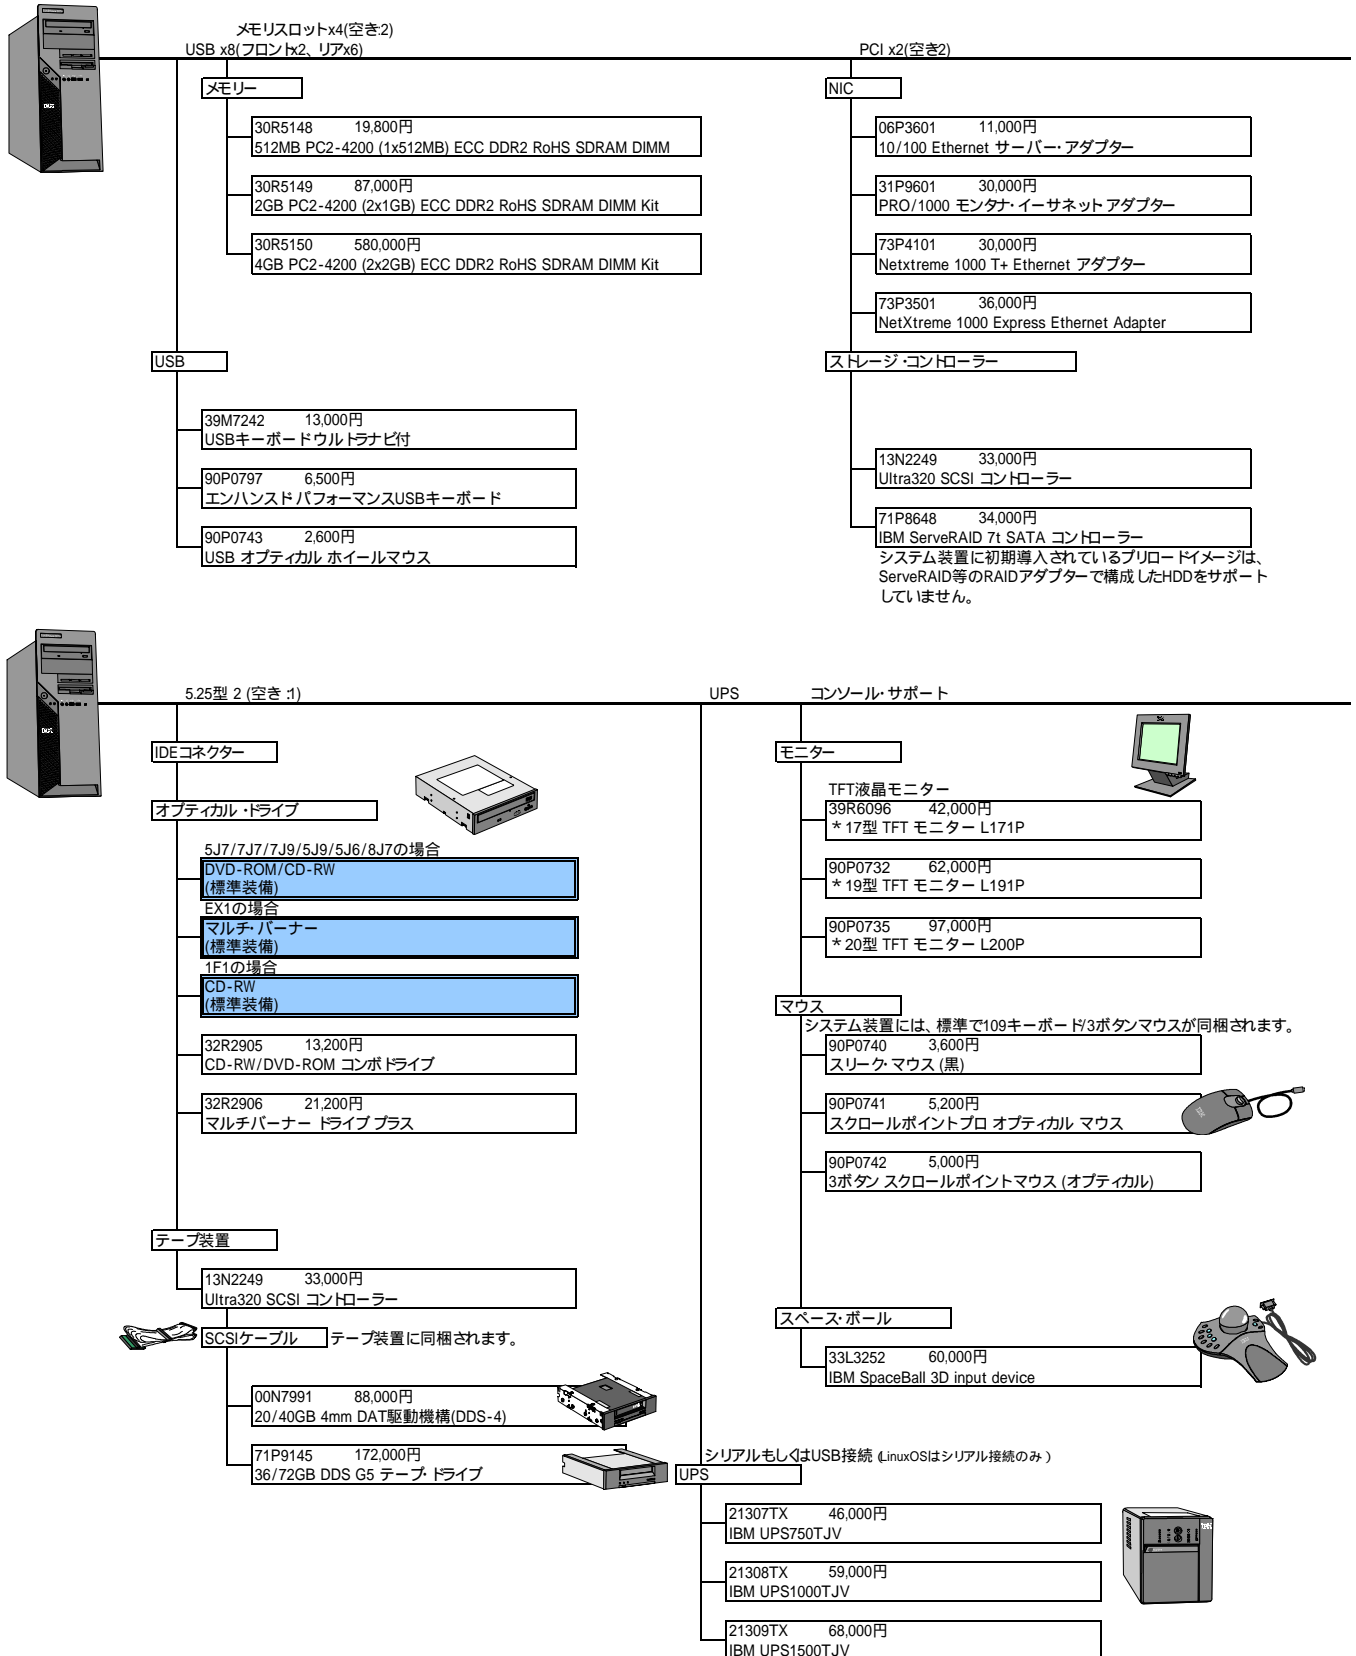 メモリスロットx4(空き:2)
USB x8(フロントx2、リアx6)
PCI x2(空き2)
メモリー
30R5148 19,800円
512MB PC2-4200 (1x512MB) ECC DDR2 RoHS SDRAM DIMM
30R5149 87,000円
2GB PC2-4200 (2x1GB) ECC DDR2 RoHS SDRAM DIMM Kit
30R5150 580,000円
4GB PC2-4200 (2x2GB) ECC DDR2 RoHS SDRAM DIMM Kit
NIC
06P3601 11,000円
10/100 Ethernet サーバー・アダプター
31P9601 30,000円
PRO/1000 モンタナ・イーサネット アダプター
73P4101 30,000円
Netxtreme 1000 T+ Ethernet アダプター
73P3501 36,000円
NetXtreme 1000 Express Ethernet Adapter
USB
39M7242 13,000円
USBキーボード ウルトラナビ付
90P0797 6,500円
エンハンスド パフォーマンスUSBキーボード
90P0743 2,600円
USB オプティカル ホイールマウス
ストレージ・コントローラー
13N2249 33,000円
Ultra320 SCSI コントローラー
71P8648 34,000円
IBM ServeRAID 7t SATA コントローラー
システム装置に初期導入されているプリロードイメージは、
ServeRAID等のRAIDアダプターで構成したHDDをサポート
していません。
5.25型 2 (空き:1)
UPS
コンソール・サポート
IDEコネクター
オプティカル・ドライブ
5J7/7J7/7J9/5J9/5J6/8J7の場合
DVD-ROM/CD-RW
(標準装備)
EX1の場合
マルチ・バーナー
(標準装備)
1F1の場合
CD-RW
(標準装備)
32R2905 13,200円
CD-RW/DVD-ROM コンボドライブ
32R2906 21,200円
マルチバーナー ドライブ プラス
テープ装置
13N2249 33,000円
Ultra320 SCSI コントローラー
SCSIケーブル
テープ装置に同梱されます。
00N7991 88,000円
20/40GB 4mm DAT駆動機構(DDS-4)
71P9145 172,000円
36/72GB DDS G5 テープ・ドライブ
モニター
TFT液晶モニター
39R6096 42,000円
*17型 TFT モニター L171P
90P0732 62,000円
*19型 TFT モニター L191P
90P0735 97,000円
*20型 TFT モニター L200P
マウス
システム装置には、標準で109キーボード/3ボタンマウスが同梱されます。
90P0740 3,600円
スリーク・マウス (黒)
90P0741 5,200円
スクロールポイントプロ オプティカル マウス
90P0742 5,000円
3ボタン スクロールポイントマウス (オプティカル)
スペース・ボール
33L3252 60,000円
IBM SpaceBall 3D input device
シリアルもしくはUSB接続 (LinuxOSはシリアル接続のみ)
UPS
21307TX 46,000円
IBM UPS750TJV
21308TX 59,000円
IBM UPS1000TJV
21309TX 68,000円
IBM UPS1500TJV